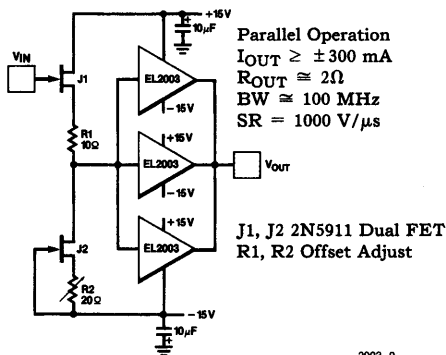 +15V
10μF
VIN
J1
EL2003
-15V
R1
10Ω
+15V
EL2003
-15V
VOUT
+15V
J2
EL2003
R2
20Ω
-15V
10μF
Parallel Operation
IOUT ≥ ±300 mA
ROUT ≅ 2Ω
BW ≅ 100 MHz
SR = 1000 V/μs
J1, J2 2N5911 Dual FET
R1, R2 Offset Adjust